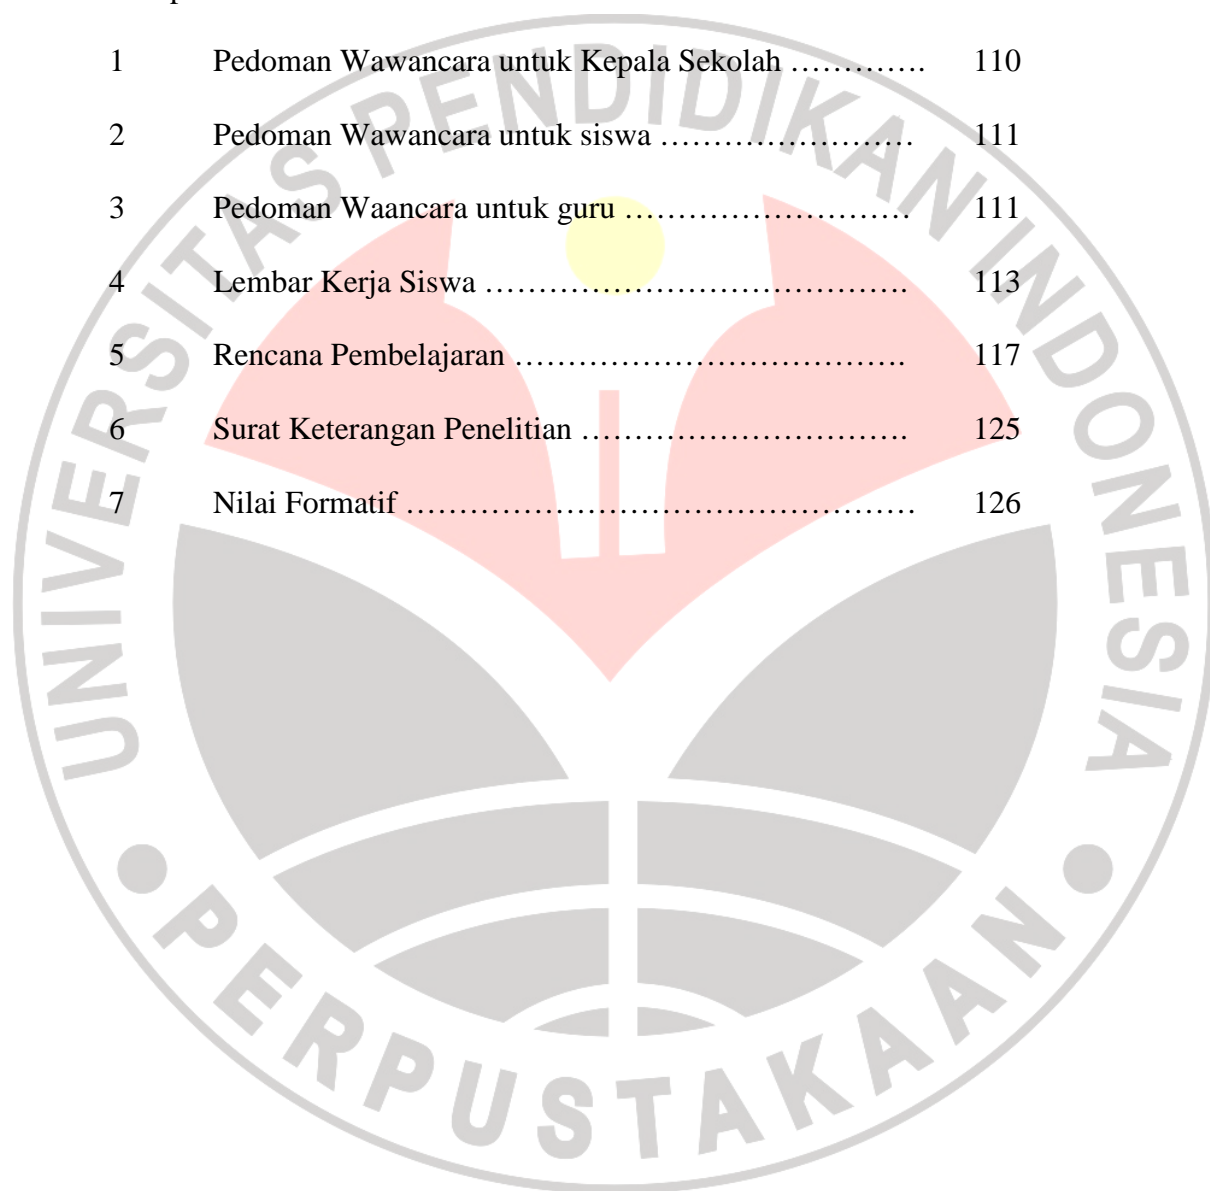 1 Pedoman Wawancara untuk Kepala Sekolah …………. 110
2 Pedoman Wawancara untuk siswa …………………… 111
3 Pedoman Waancara untuk guru ……………………… 111
4 Lembar Kerja Siswa …………………………………. 113
5 Rencana Pembelajaran ………………………………. 117
6 Surat Keterangan Penelitian …………………………. 125
7 Nilai Formatif ………………………………………… 126
UNIVERSITAS PENDIDIKAN INDONESIA
PERPUSTAKAAN